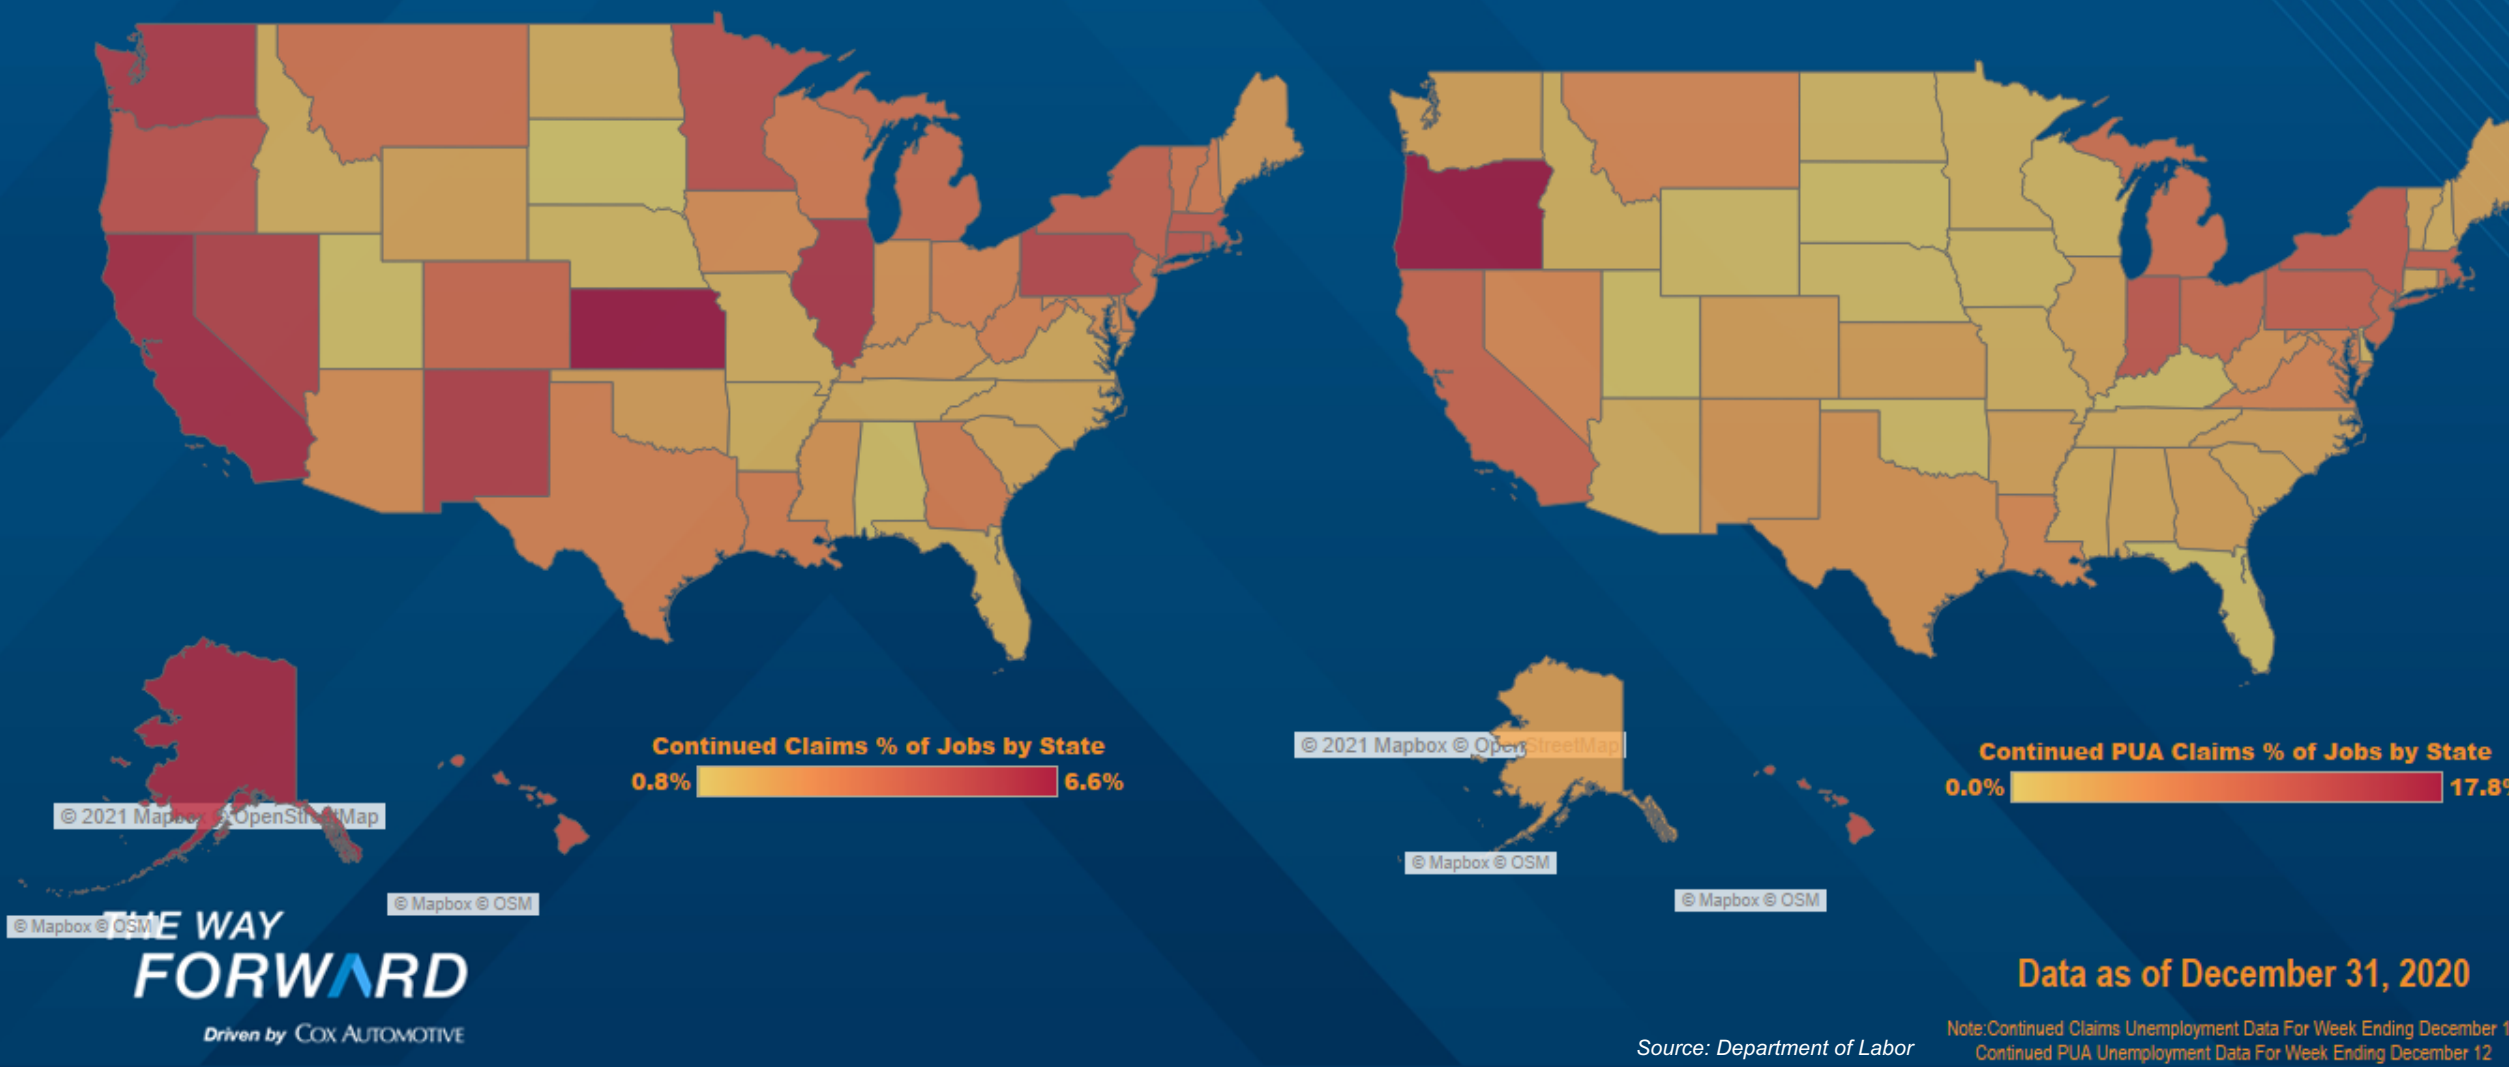 Continued Claims % of Jobs by State
0.8% 6.6%
© 2021 Mapbox © OpenStreetMap
© Mapbox © OSM
© Mapbox © OSM
© 2021 Mapbox © OpenStreetMap
© Mapbox © OSM
© Mapbox © OSM
Continued PUA Claims % of Jobs by State
0.0% 17.8%
THE WAY
FORWARD
Driven by COX AUTOMOTIVE
Data as of December 31, 2020
Source: Department of Labor
Note:Continued Claims Unemployment Data For Week Ending December
Continued PUA Unemployment Data For Week Ending December 12